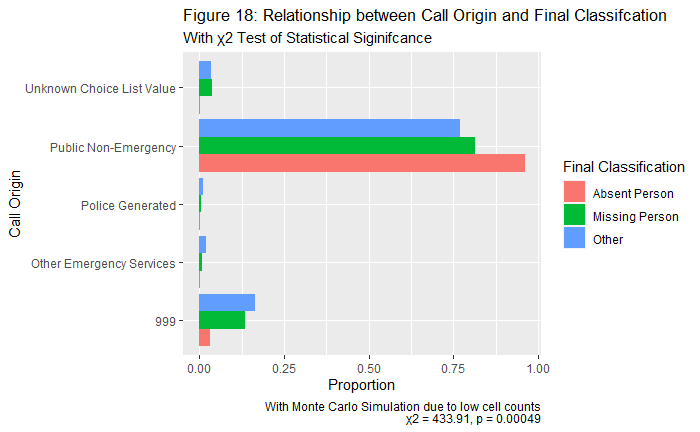 Figure 18: Relationship between Call Origin and Final Classifcation
With χ2 Test of Statistical Siginifcance
Call Origin
Unknown Choice List Value
Public Non-Emergency
Police Generated
Other Emergency Services
999
0.00 0.25 0.50 0.75 1.00
Proportion
Final Classification
Absent Person
Missing Person
Other
With Monte Carlo Simulation due to low cell counts
χ2 = 433.91, p = 0.00049